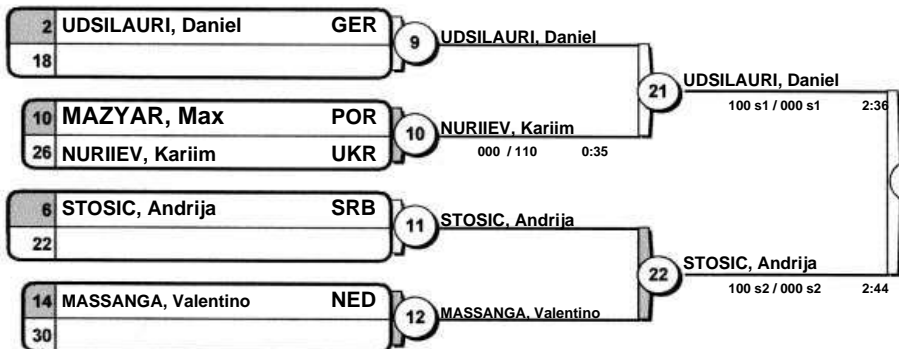 2 UDSILAURI, Daniel GER
18
9
UDSILAURI, Daniel
10 MAZYAR, Max POR
26 NURIIEV, Kariim UKR
10
NURIIEV, Kariim
000 / 110 0:35
21
UDSILAURI, Daniel
100 s1 / 000 s1 2:36
6 STOSIC, Andrija SRB
22
11
STOSIC, Andrija
14 MASSANGA, Valentino NED
30
12
MASSANGA, Valentino
22
STOSIC, Andrija
100 s2 / 000 s2 2:44